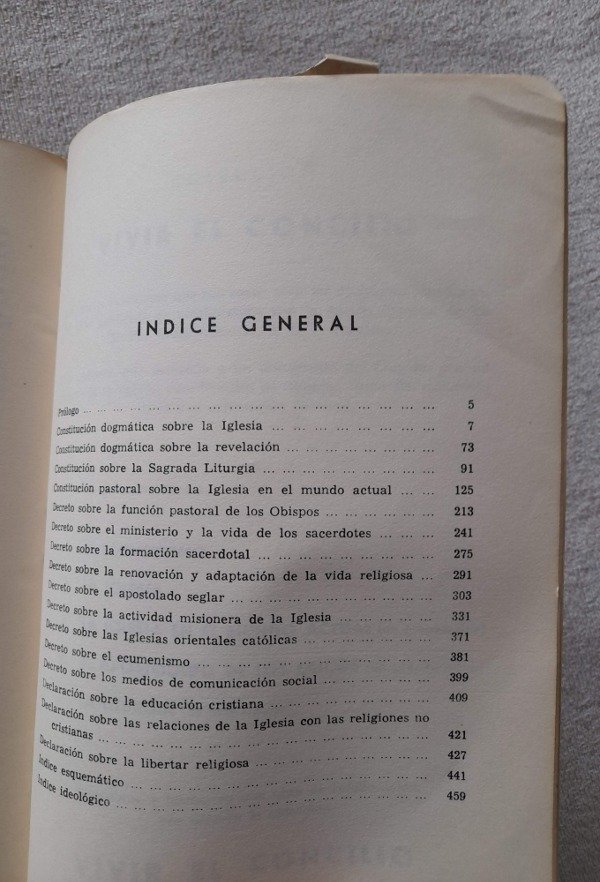 INDICE GENERAL
Prólogo ... ... ... ... ... ... ... ... ... ... ... ... ... ... ... ... ... ... 5
Constitución dogmática sobre la Iglesia ... ... ... ... ... ... ... ... 7
Constitución dogmática sobre la revelación ... ... ... ... ... ... ... 73
Constitución sobre la Sagrada Liturgia ... ... ... ... ... ... ... ... 91
Constitución pastoral sobre la Iglesia en el mundo actual ... ... 125
Decreto sobre la función pastoral de los Obispos ... ... ... ... ... 213
Decreto sobre el ministerio y la vida de los sacerdotes ... ... ... 241
Decreto sobre la formación sacerdotal ... ... ... ... ... ... ... ... 275
Decreto sobre la renovación y adaptación de la vida religiosa ... 291
Decreto sobre el apostolado seglar ... ... ... ... ... ... ... ... ... 303
Decreto sobre la actividad misionera de la Iglesia ... ... ... ... 331
Decreto sobre las Iglesias orientales católicas ... ... ... ... ... ... 371
Decreto sobre el ecumenismo ... ... ... ... ... ... ... ... ... ... ... 381
Decreto sobre los medios de comunicación social ... ... ... ... ... 399
Declaración sobre la educación cristiana ... ... ... ... ... ... ... 409
Declaración sobre las relaciones de la Iglesia con las religiones no
cristianas ... ... ... ... ... ... ... ... ... ... ... ... ... ... ... ... 421
Declaración sobre la libertar religiosa ... ... ... ... ... ... ... ... 427
Indice esquemático ... ... ... ... ... ... ... ... ... ... ... ... ... ... 441
Indice ideológico ... ... ... ... ... ... ... ... ... ... ... ... ... ... ... 459